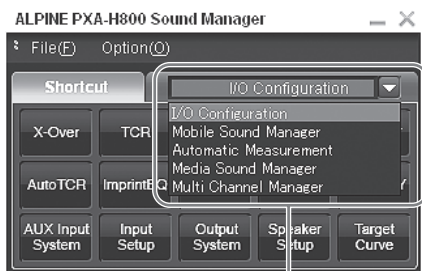 ALPINE PXA-H800 Sound Manager
File(F) Option(O)
Shortcut I/O Configuration
I/O Configuration
X-Over TCR Mobile Sound Manager
Automatic Measurement
Media Sound Manager
AutoTCR ImprintEQ Multi Channel Manager
AUX Input System Input Setup Output System Speaker Setup Target Curve